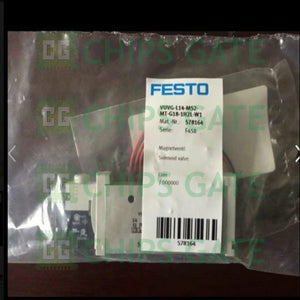 CHIPS GATE
FESTO
VUVG-L14-M52-
MT-G18-1H2L-W1
Mat.-Nr. 578164
Serie: F458
Magnetventil
Solenoid valve
578164
CHIPS GATE